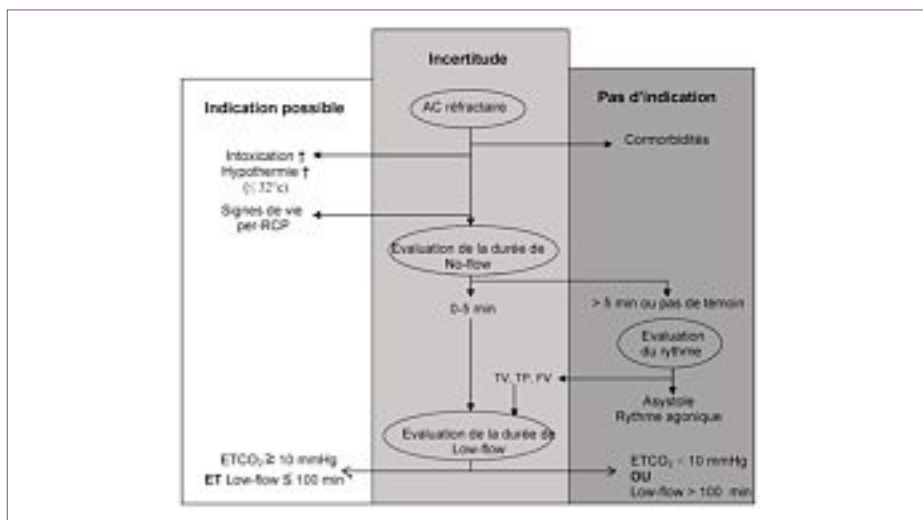 Incertitude
Indication possible
Pas d'indication
AC réfractaire
Cormorbidités
Intoxication †
Hypothermie †
(≤ 32°c)
Signes de vie
per-RCP
Evaluation de la durée de
No-flow
0-5 min
> 5 min ou pas de témoin
Evaluation
du rythme
TV, TP, FV
Asystole
Rythme agonique
Evaluation de la durée de
Low-flow
ETCO₂ ≥ 10 mmHg
ET Low-flow ≤ 100 min
ETCO₂ < 10 mmHg
OU
Low-flow > 100 min